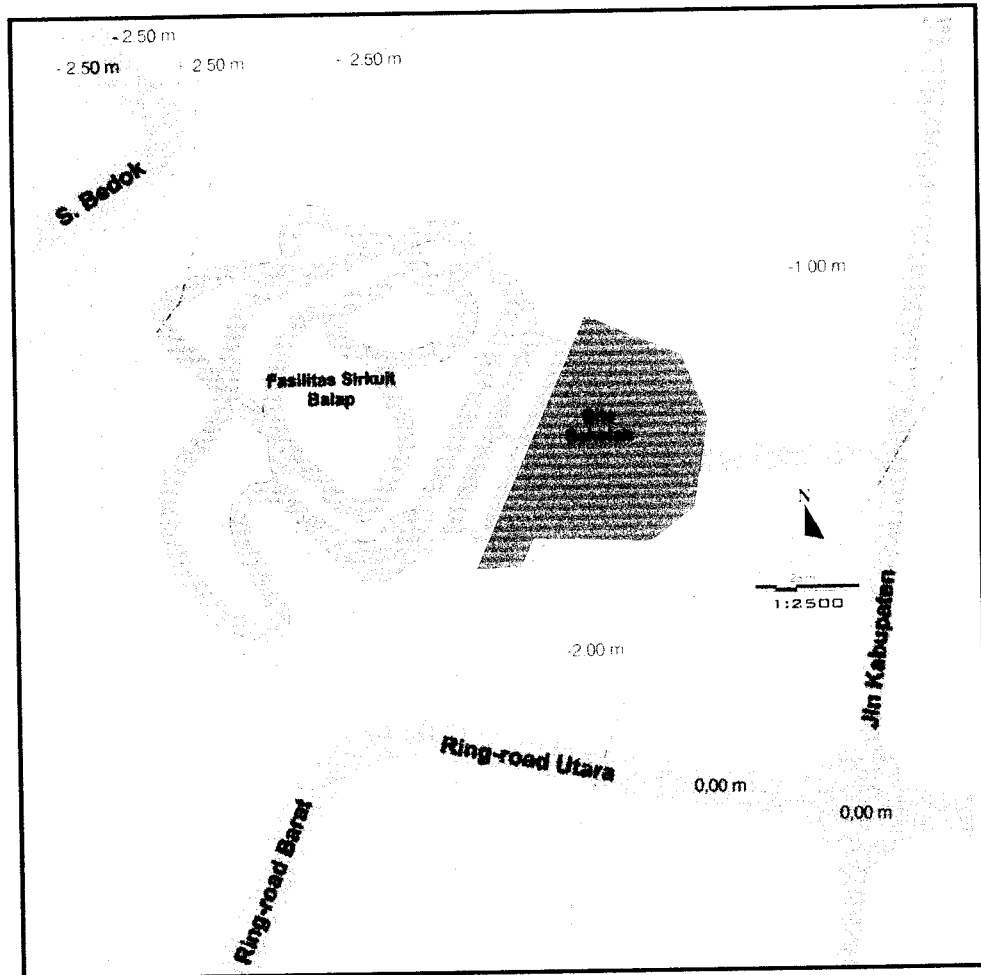 - 2.50 m
- 2.50 m
- 2.50 m
- 2.50 m
S. Bedok
-1.00 m
Fasilitas Sirkuit
Balap
Site
N
1:2500
-2.00 m
Jln Kabupaten
Ring-road Utara
0,00 m
0,00 m
Ring-road Barat